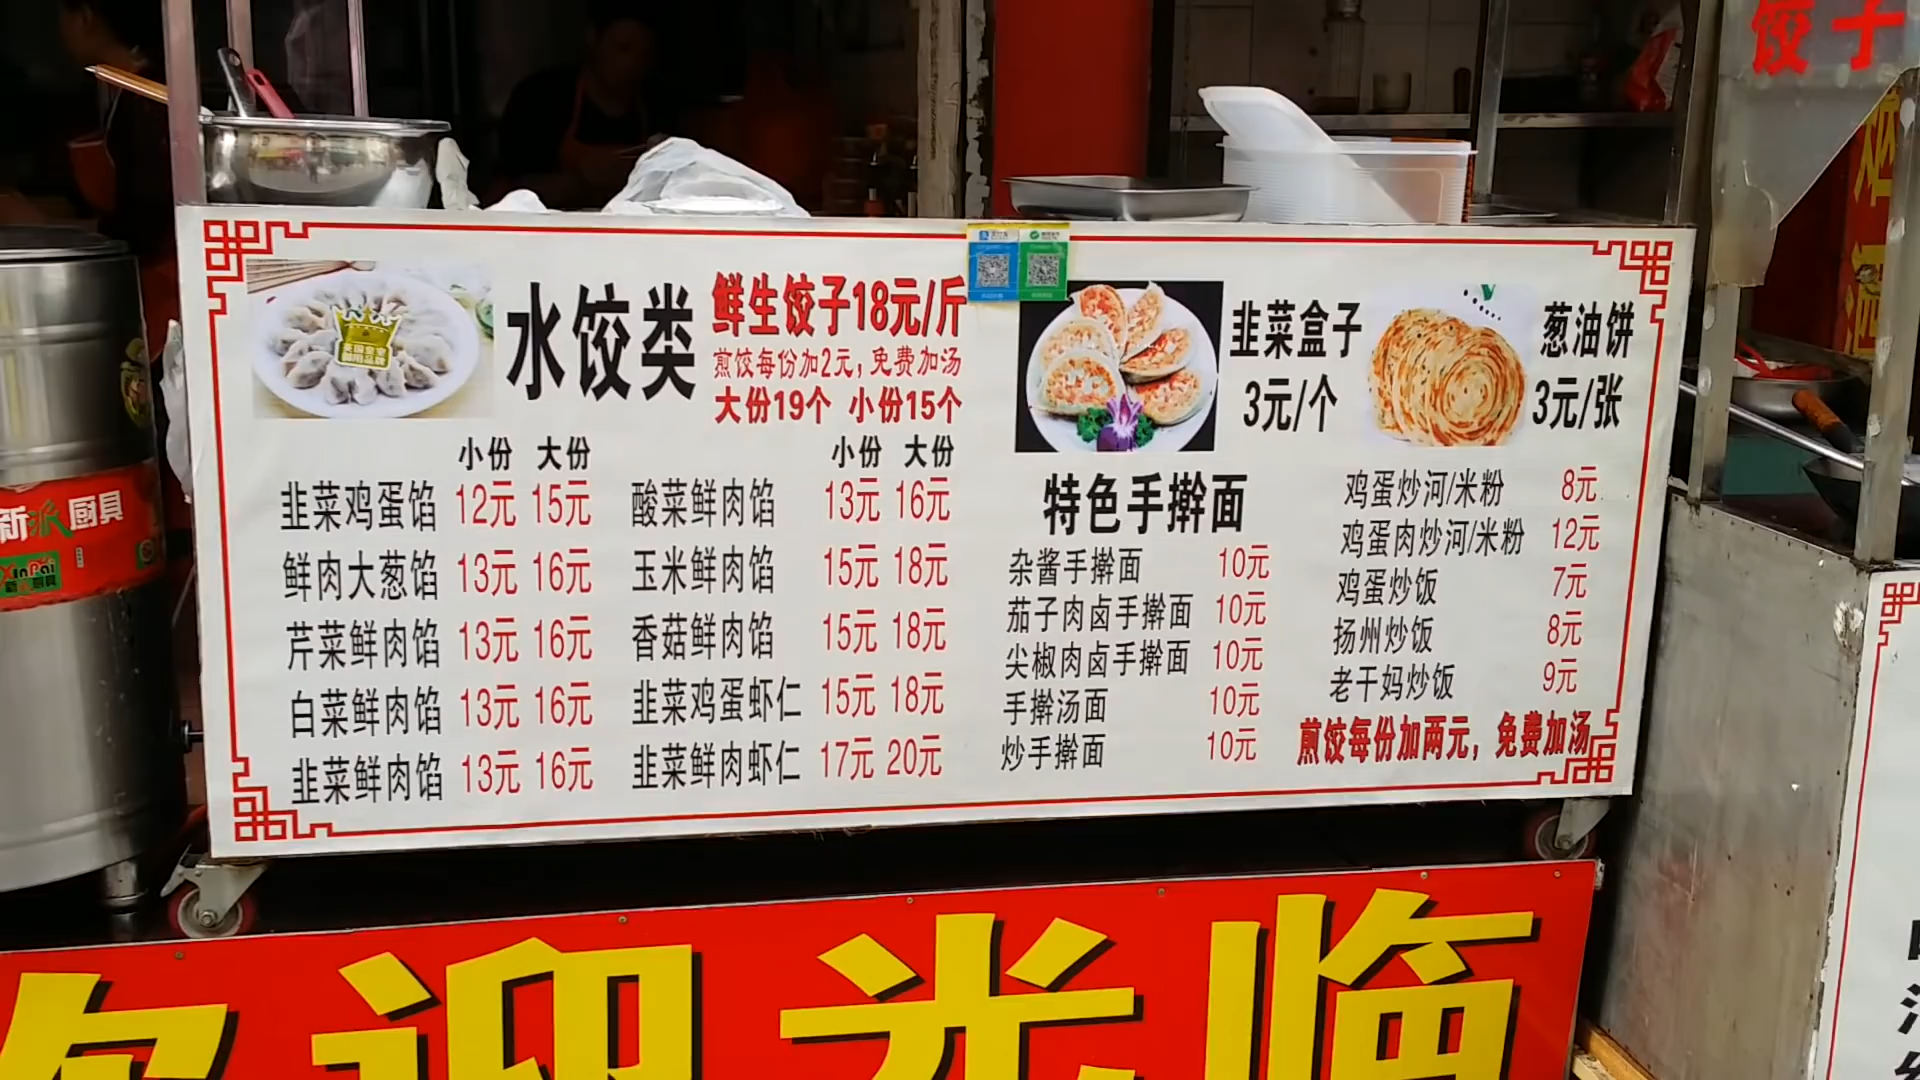 饺子
水饺类
鲜生饺子18元/斤
煎饺每份加2元,免费加汤
大份19个 小份15个
小份 大份
韭菜鸡蛋馅 12元 15元
鲜肉大葱馅 13元 16元
芹菜鲜肉馅 13元 16元
白菜鲜肉馅 13元 16元
韭菜鲜肉馅 13元 16元
小份 大份
酸菜鲜肉馅 13元 16元
玉米鲜肉馅 15元 18元
香菇鲜肉馅 15元 18元
韭菜鸡蛋虾仁 15元 18元
韭菜鲜肉虾仁 17元 20元
韭菜盒子
3元/个
葱油饼
3元/张
特色手擀面
杂酱手擀面 10元
茄子肉卤手擀面 10元
尖椒肉卤手擀面 10元
手擀汤面 10元
炒手擀面 10元
鸡蛋炒河/米粉 8元
鸡蛋肉炒河/米粉 12元
鸡蛋炒饭 7元
扬州炒饭 8元
老干妈炒饭 9元
煎饺每份加两元，免费加汤
新派厨具
欢迎光临